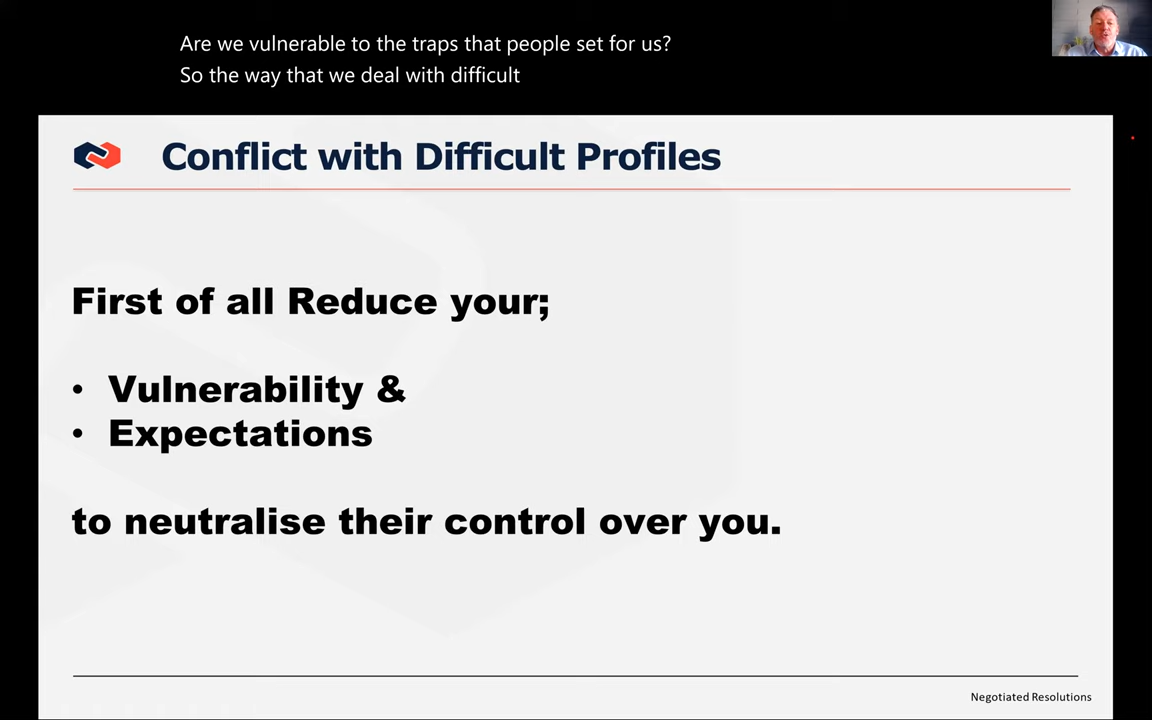 Are we vulnerable to the traps that people set for us?
So the way that we deal with difficult
Conflict with Difficult Profiles
First of all Reduce your;
• Vulnerability &
• Expectations
to neutralise their control over you.
Negotiated Resolutions